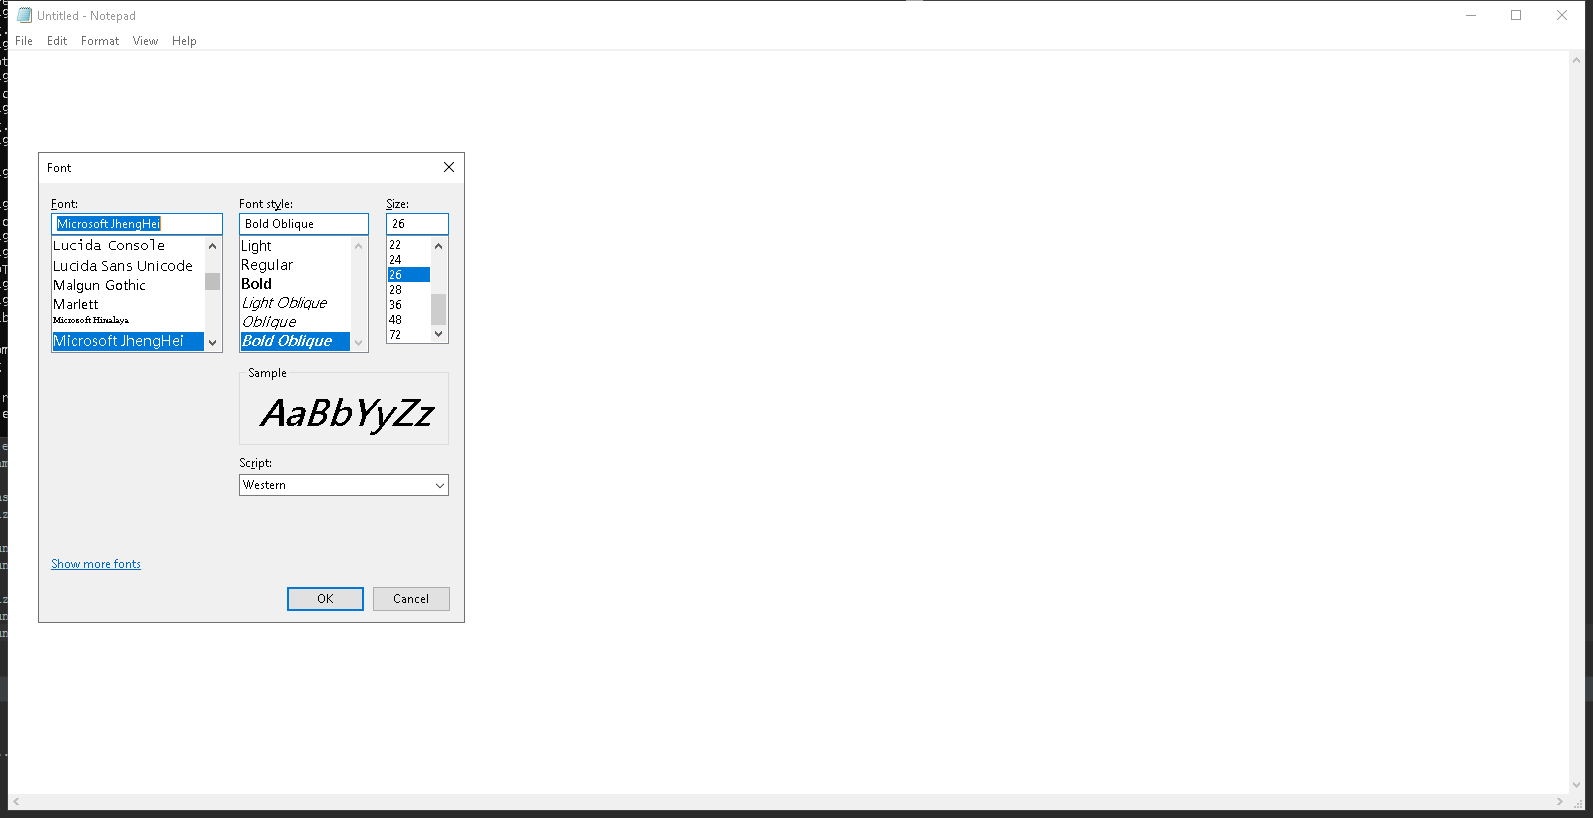 Untitled - Notepad
File Edit Format View Help
Font
Font: Font style: Size:
Microsoft JhengHei Bold Oblique 26
Lucida Console
Lucida Sans Unicode
Malgun Gothic
Marlett
Microsoft Himalaya
Microsoft JhengHei
Light
Regular
Bold
Light Oblique
Oblique
Bold Oblique
22
24
26
28
36
48
72
Sample
AaBbYyZz
Script:
Western
Show more fonts
OK Cancel